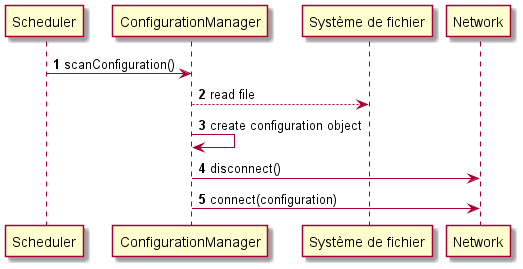 Scheduler ConfigurationManager Système de fichier Network
1 scanConfiguration()
2 read file
3 create configuration object
4 disconnect()
5 connect(configuration)
Scheduler ConfigurationManager Système de fichier Network